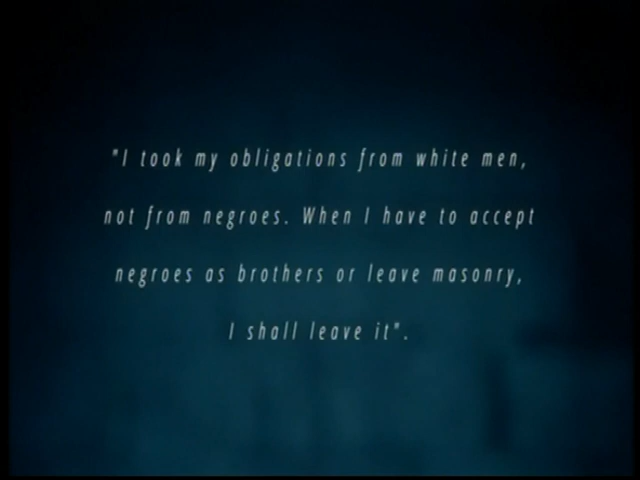 "I took my obligations from white men,
not from negroes. When I have to accept
negroes as brothers or leave masonry,
I shall leave it".